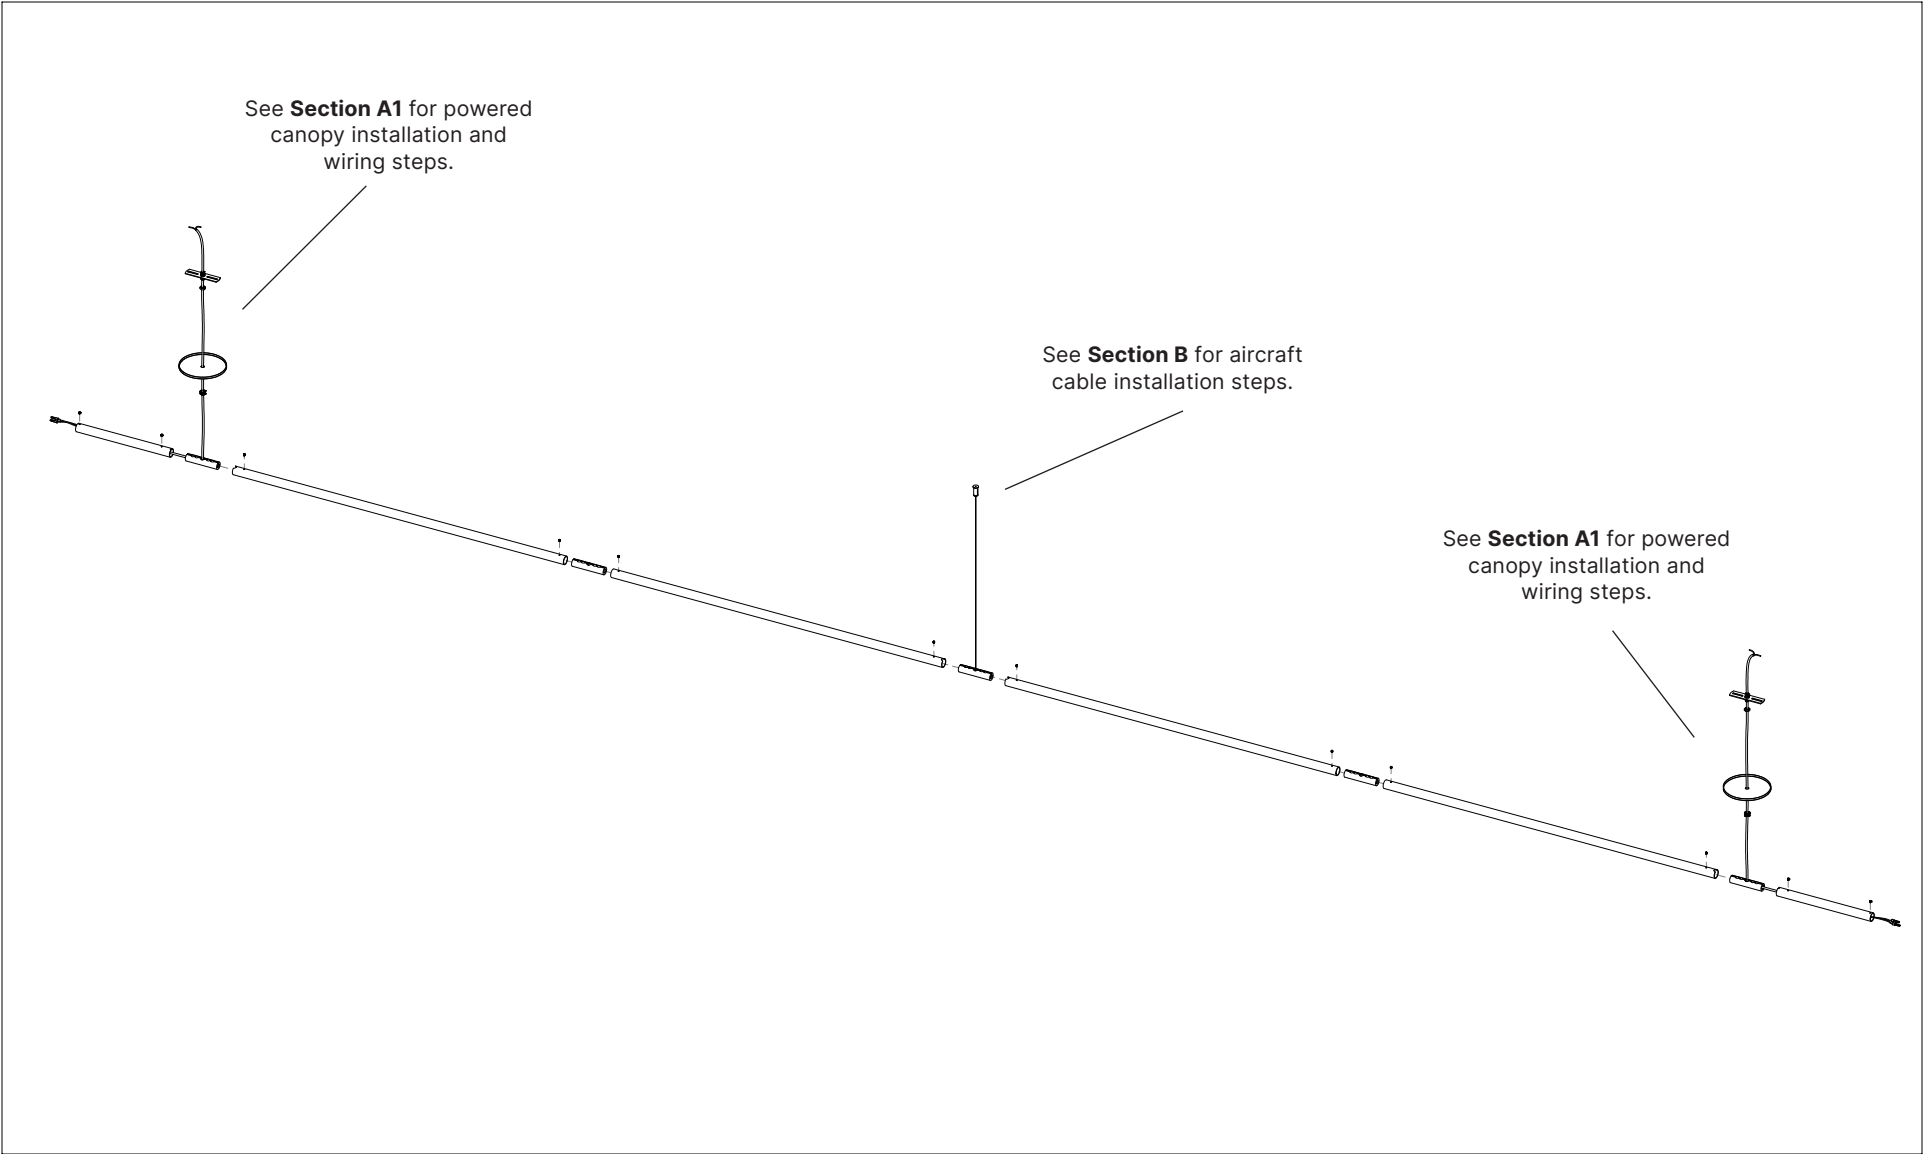 See Section A1 for powered
canopy installation and
wiring steps.
See Section B for aircraft
cable installation steps.
See Section A1 for powered
canopy installation and
wiring steps.